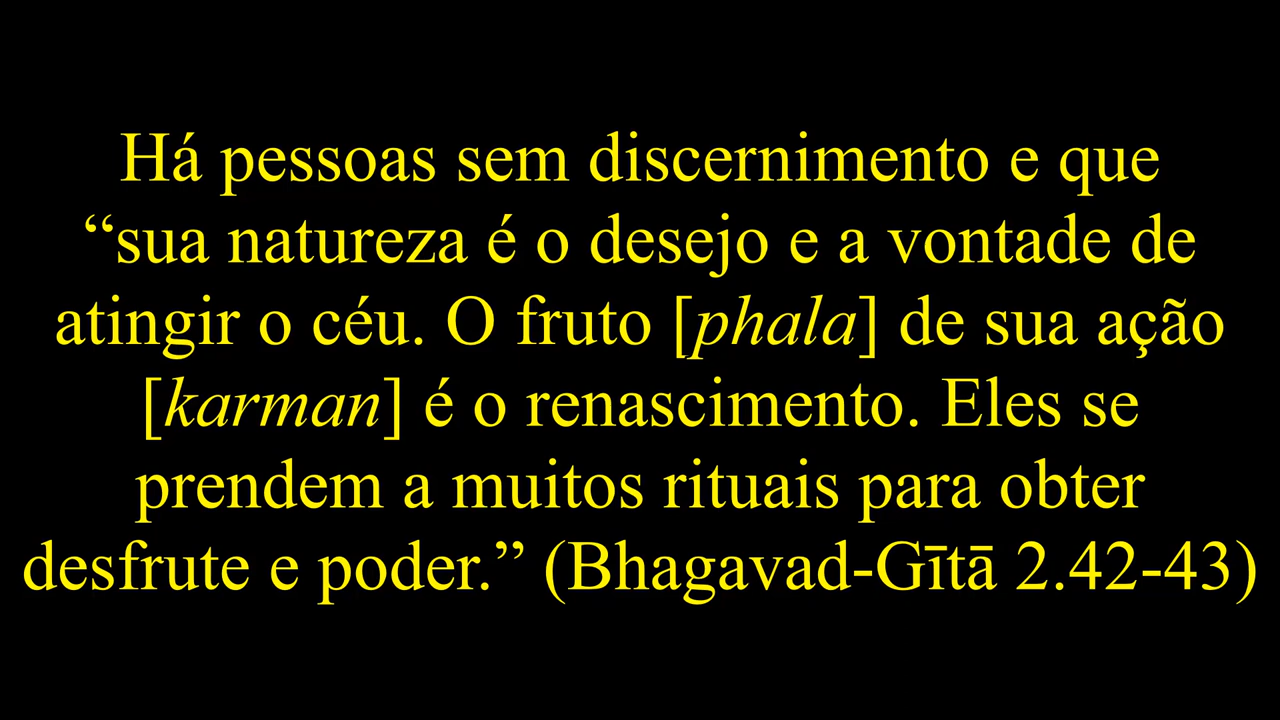 Há pessoas sem discernimento e que
“sua natureza é o desejo e a vontade de
atingir o céu. O fruto [phala] de sua ação
[karman] é o renascimento. Eles se
prendem a muitos rituais para obter
desfrute e poder.” (Bhagavad-Gītā 2.42-43)